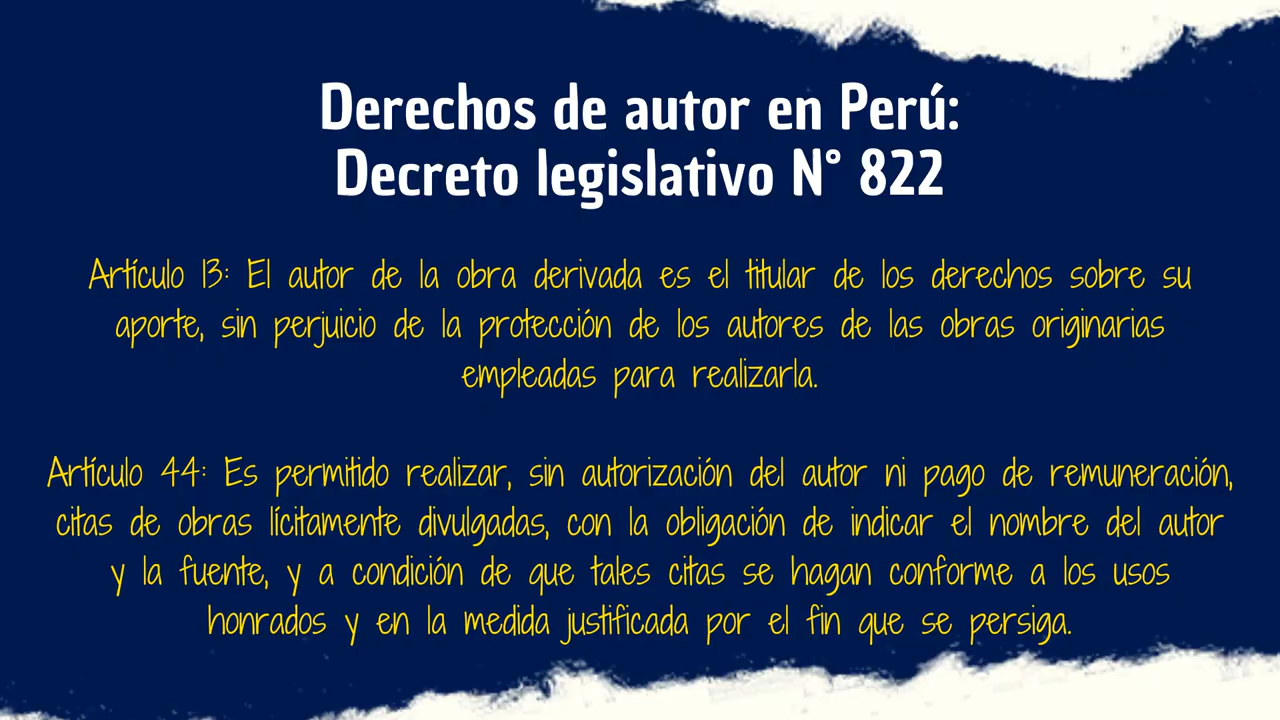 Derechos de autor en Perú:
Decreto legislativo N° 822
Artículo 13: El autor de la obra derivada es el titular de los derechos sobre su
aporte, sin perjuicio de la protección de los autores de las obras originarias
empleadas para realizarla.
Artículo 44: Es permitido realizar, sin autorización del autor ni pago de remuneración,
citas de obras lícitamente divulgadas, con la obligación de indicar el nombre del autor
y la fuente, y a condición de que tales citas se hagan conforme a los usos
honrados y en la medida justificada por el fin que se persiga.